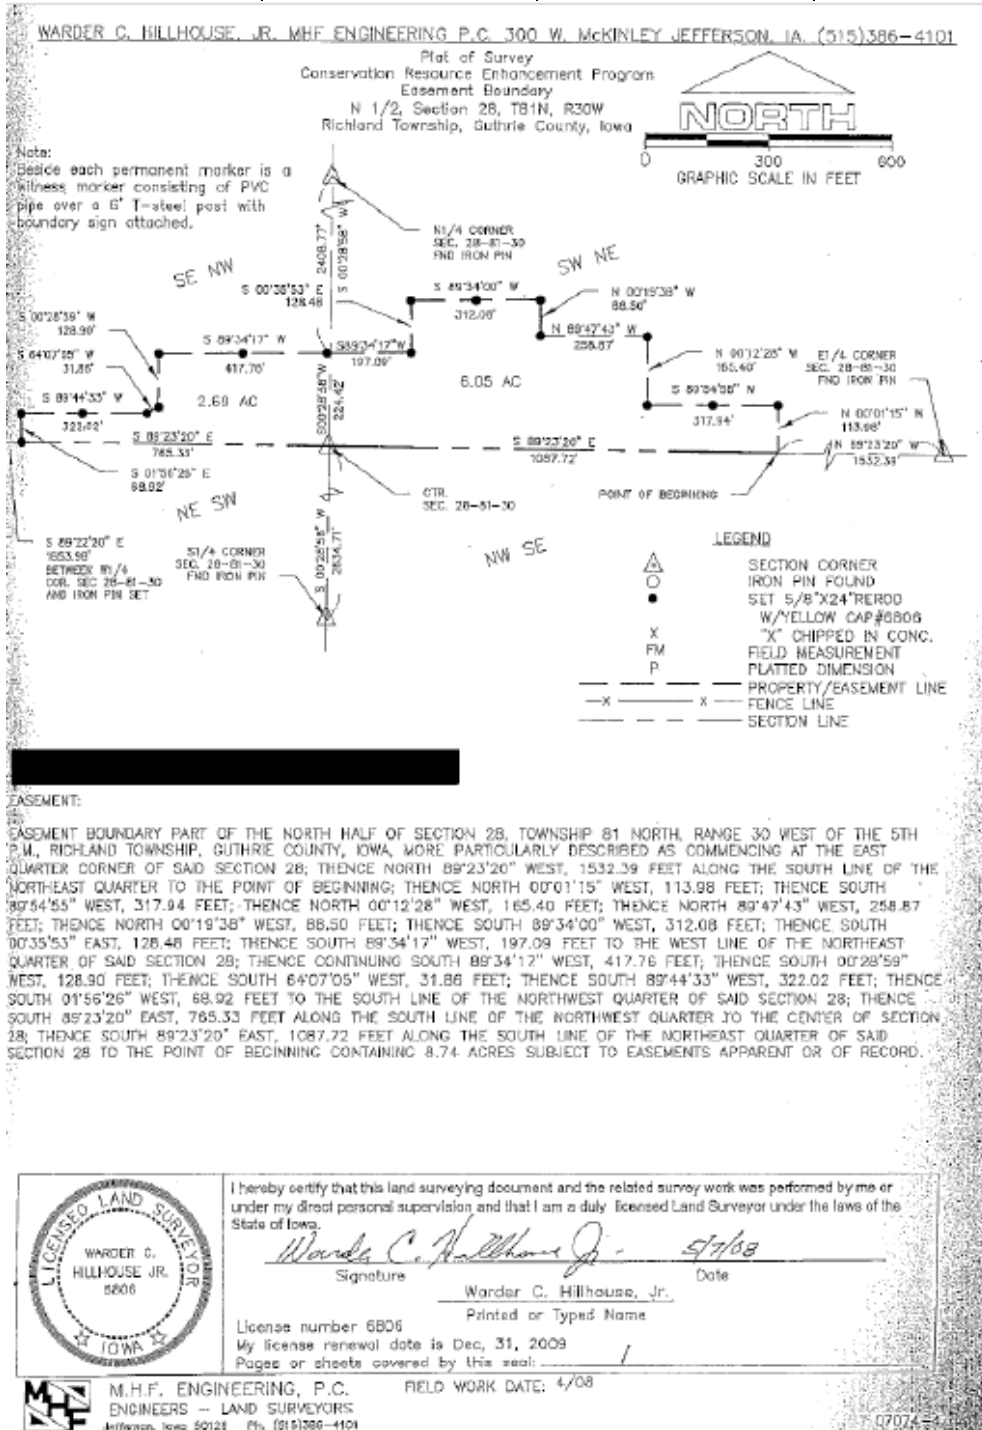 WARDER C. HILLHOUSE, JR. MHF ENGINEERING P.C. 300 W. McKINLEY JEFFERSON, IA. (515)386-4101
Plat of Survey
Conservation Resource Enhancement Program
Easement Boundary
N 1/2, Section 28, T81N, R30W
Richland Township, Guthrie County, Iowa
NORTH
0 300 600
GRAPHIC SCALE IN FEET
Note:
Beside each permanent marker is a
witness marker consisting of PVC
pipe over a 6' T-steel post with
boundary sign attached.
N1/4 CORNER
SEC. 28-81-30
FND IRON PIN
2408.77'
S 00°28'58" W
SE NW
SW NE
S 00°35'53" E
128.48
S 89°34'00" W
312.08'
N 00°19'38" W
88.50'
S 00°28'59" W
128.90'
S 64°07'05" W
31.86'
S 89°34'17" W
417.76'
S89°34'17"W
197.09'
N 89°47'43" W
258.87'
N 00°12'28" W
165.40'
E1/4 CORNER
SEC. 28-81-30
FND IRON PIN
S 89°44'33" W
322.02'
2.69 AC
6.05 AC
S00°28'58"W
224.42'
S 89°54'55" W
317.94'
N 00°01'15" W
113.98'
S 89°23'20" E
765.33'
S 89°23'20" E
1087.72'
N 89°23'20" W
1532.39'
S 01°56'26" E
68.92'
CTR.
SEC. 28-81-30
POINT OF BEGINNING
NE SW
NW SE
S 89°22'20" E
1853.98'
BETWEEN W1/4
COR. SEC 28-81-30
AND IRON PIN SET
S1/4 CORNER
SEC. 28-81-30
FND IRON PIN
S 00°28'58" W
2634.71'
LEGEND
SECTION CORNER
IRON PIN FOUND
SET 5/8"X24"REROD
W/YELLOW CAP#6806
X "X" CHIPPED IN CONC.
FM FIELD MEASUREMENT
P PLATTED DIMENSION
PROPERTY/EASEMENT LINE
X X FENCE LINE
SECTION LINE
EASEMENT:
EASEMENT BOUNDARY PART OF THE NORTH HALF OF SECTION 28, TOWNSHIP 81 NORTH, RANGE 30 WEST OF THE 5TH
P.M., RICHLAND TOWNSHIP, GUTHRIE COUNTY, IOWA, MORE PARTICULARLY DESCRIBED AS COMMENCING AT THE EAST
QUARTER CORNER OF SAID SECTION 28; THENCE NORTH 89°23'20" WEST, 1532.39 FEET ALONG THE SOUTH LINE OF THE
NORTHEAST QUARTER TO THE POINT OF BEGINNING; THENCE NORTH 00°01'15" WEST, 113.98 FEET; THENCE SOUTH
89°54'55" WEST, 317.94 FEET; THENCE NORTH 00°12'28" WEST, 165.40 FEET; THENCE NORTH 89°47'43" WEST, 258.87
FEET; THENCE NORTH 00°19'38" WEST, 88.50 FEET; THENCE SOUTH 89°34'00" WEST, 312.08 FEET; THENCE SOUTH
00°35'53" EAST, 128.48 FEET; THENCE SOUTH 89°34'17" WEST, 197.09 FEET TO THE WEST LINE OF THE NORTHEAST
QUARTER OF SAID SECTION 28; THENCE CONTINUING SOUTH 89°34'17" WEST, 417.76 FEET; THENCE SOUTH 00°28'59"
WEST, 128.90 FEET; THENCE SOUTH 64°07'05" WEST, 31.86 FEET; THENCE SOUTH 89°44'33" WEST, 322.02 FEET; THENCE
SOUTH 01°56'26" WEST, 68.92 FEET TO THE SOUTH LINE OF THE NORTHWEST QUARTER OF SAID SECTION 28; THENCE
SOUTH 89°23'20" EAST, 765.33 FEET ALONG THE SOUTH LINE OF THE NORTHWEST QUARTER TO THE CENTER OF SECTION
28; THENCE SOUTH 89°23'20" EAST, 1087.72 FEET ALONG THE SOUTH LINE OF THE NORTHEAST QUARTER OF SAID
SECTION 28 TO THE POINT OF BEGINNING CONTAINING 8.74 ACRES SUBJECT TO EASEMENTS APPARENT OR OF RECORD.
LICENSED LAND SURVEYOR
WARDER C.
HILLHOUSE JR.
6806
IOWA
I hereby certify that this land surveying document and the related survey work was performed by me or
under my direct personal supervision and that I am a duly licensed Land Surveyor under the laws of the
State of Iowa.
Warder C. Hillhouse Jr. 5/7/08
Signature Date
Warder C. Hillhouse, Jr.
Printed or Typed Name
License number 6806
My license renewal date is Dec, 31, 2009
Pages or sheets covered by this seal: 1
MHF
M.H.F. ENGINEERING, P.C.
ENGINEERS -- LAND SURVEYORS
Jefferson, Iowa 50129 Ph. (515)386-4101
FIELD WORK DATE: 4/08